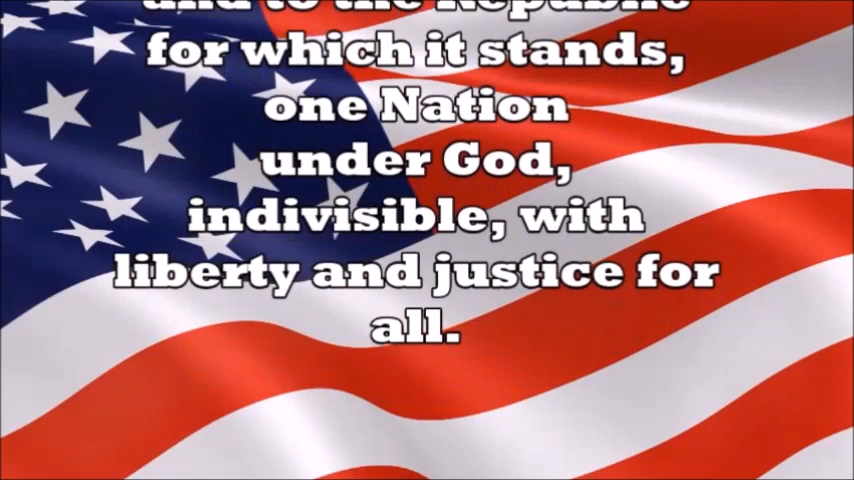 and to the Republic
for which it stands,
one Nation
under God,
indivisible, with
liberty and justice for
all.